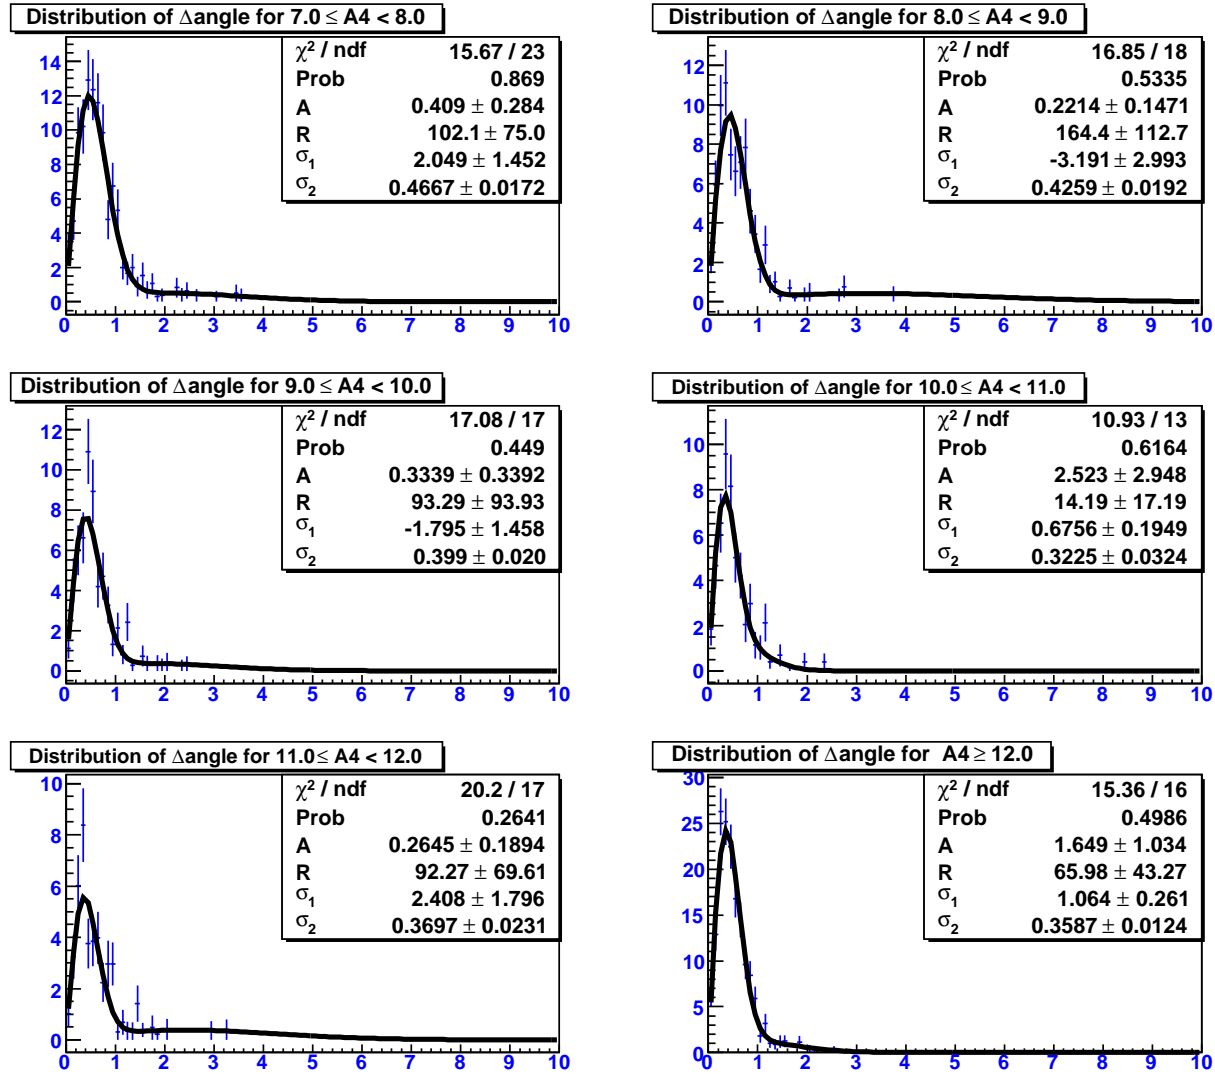 Distribution of Δangle for 7.0 ≤ A4 < 8.0
χ² / ndf 15.67 / 23
Prob 0.869
A 0.409 ± 0.284
R 102.1 ± 75.0
σ₁ 2.049 ± 1.452
σ₂ 0.4667 ± 0.0172
14
12
10
8
6
4
2
0
0 1 2 3 4 5 6 7 8 9 10
Distribution of Δangle for 8.0 ≤ A4 < 9.0
χ² / ndf 16.85 / 18
Prob 0.5335
A 0.2214 ± 0.1471
R 164.4 ± 112.7
σ₁ -3.191 ± 2.993
σ₂ 0.4259 ± 0.0192
12
10
8
6
4
2
0
0 1 2 3 4 5 6 7 8 9 10
Distribution of Δangle for 9.0 ≤ A4 < 10.0
χ² / ndf 17.08 / 17
Prob 0.449
A 0.3339 ± 0.3392
R 93.29 ± 93.93
σ₁ -1.795 ± 1.458
σ₂ 0.399 ± 0.020
12
10
8
6
4
2
0
0 1 2 3 4 5 6 7 8 9 10
Distribution of Δangle for 10.0 ≤ A4 < 11.0
χ² / ndf 10.93 / 13
Prob 0.6164
A 2.523 ± 2.948
R 14.19 ± 17.19
σ₁ 0.6756 ± 0.1949
σ₂ 0.3225 ± 0.0324
10
8
6
4
2
0
0 1 2 3 4 5 6 7 8 9 10
Distribution of Δangle for 11.0 ≤ A4 < 12.0
χ² / ndf 20.2 / 17
Prob 0.2641
A 0.2645 ± 0.1894
R 92.27 ± 69.61
σ₁ 2.408 ± 1.796
σ₂ 0.3697 ± 0.0231
10
8
6
4
2
0
0 1 2 3 4 5 6 7 8 9 10
Distribution of Δangle for A4 ≥ 12.0
χ² / ndf 15.36 / 16
Prob 0.4986
A 1.649 ± 1.034
R 65.98 ± 43.27
σ₁ 1.064 ± 0.261
σ₂ 0.3587 ± 0.0124
30
25
20
15
10
5
0
0 1 2 3 4 5 6 7 8 9 10